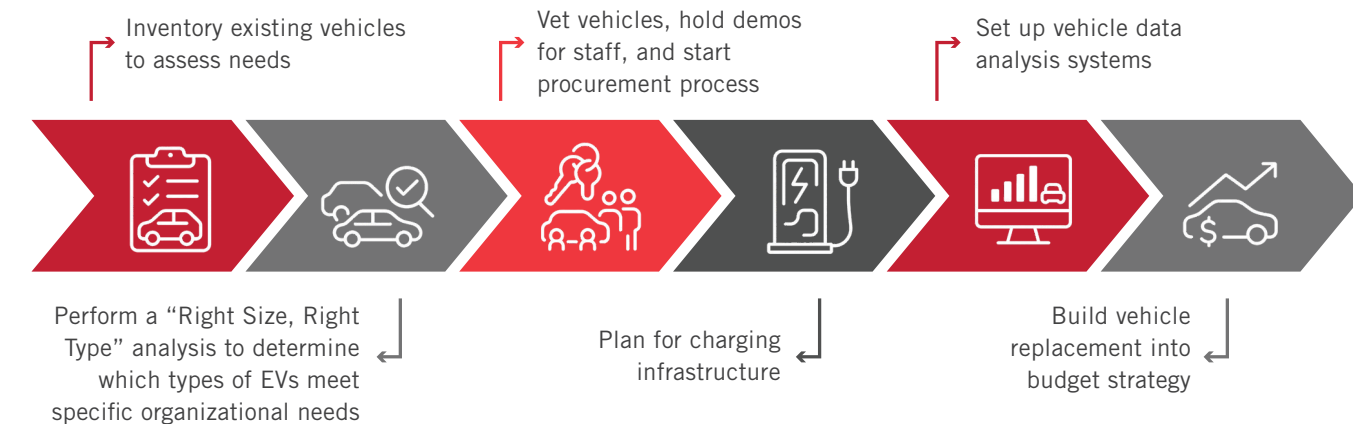 Inventory existing vehicles
to assess needs
Perform a “Right Size, Right
Type” analysis to determine
which types of EVs meet
specific organizational needs
Vet vehicles, hold demos
for staff, and start
procurement process
Plan for charging
infrastructure
Set up vehicle data
analysis systems
Build vehicle
replacement into
budget strategy
$